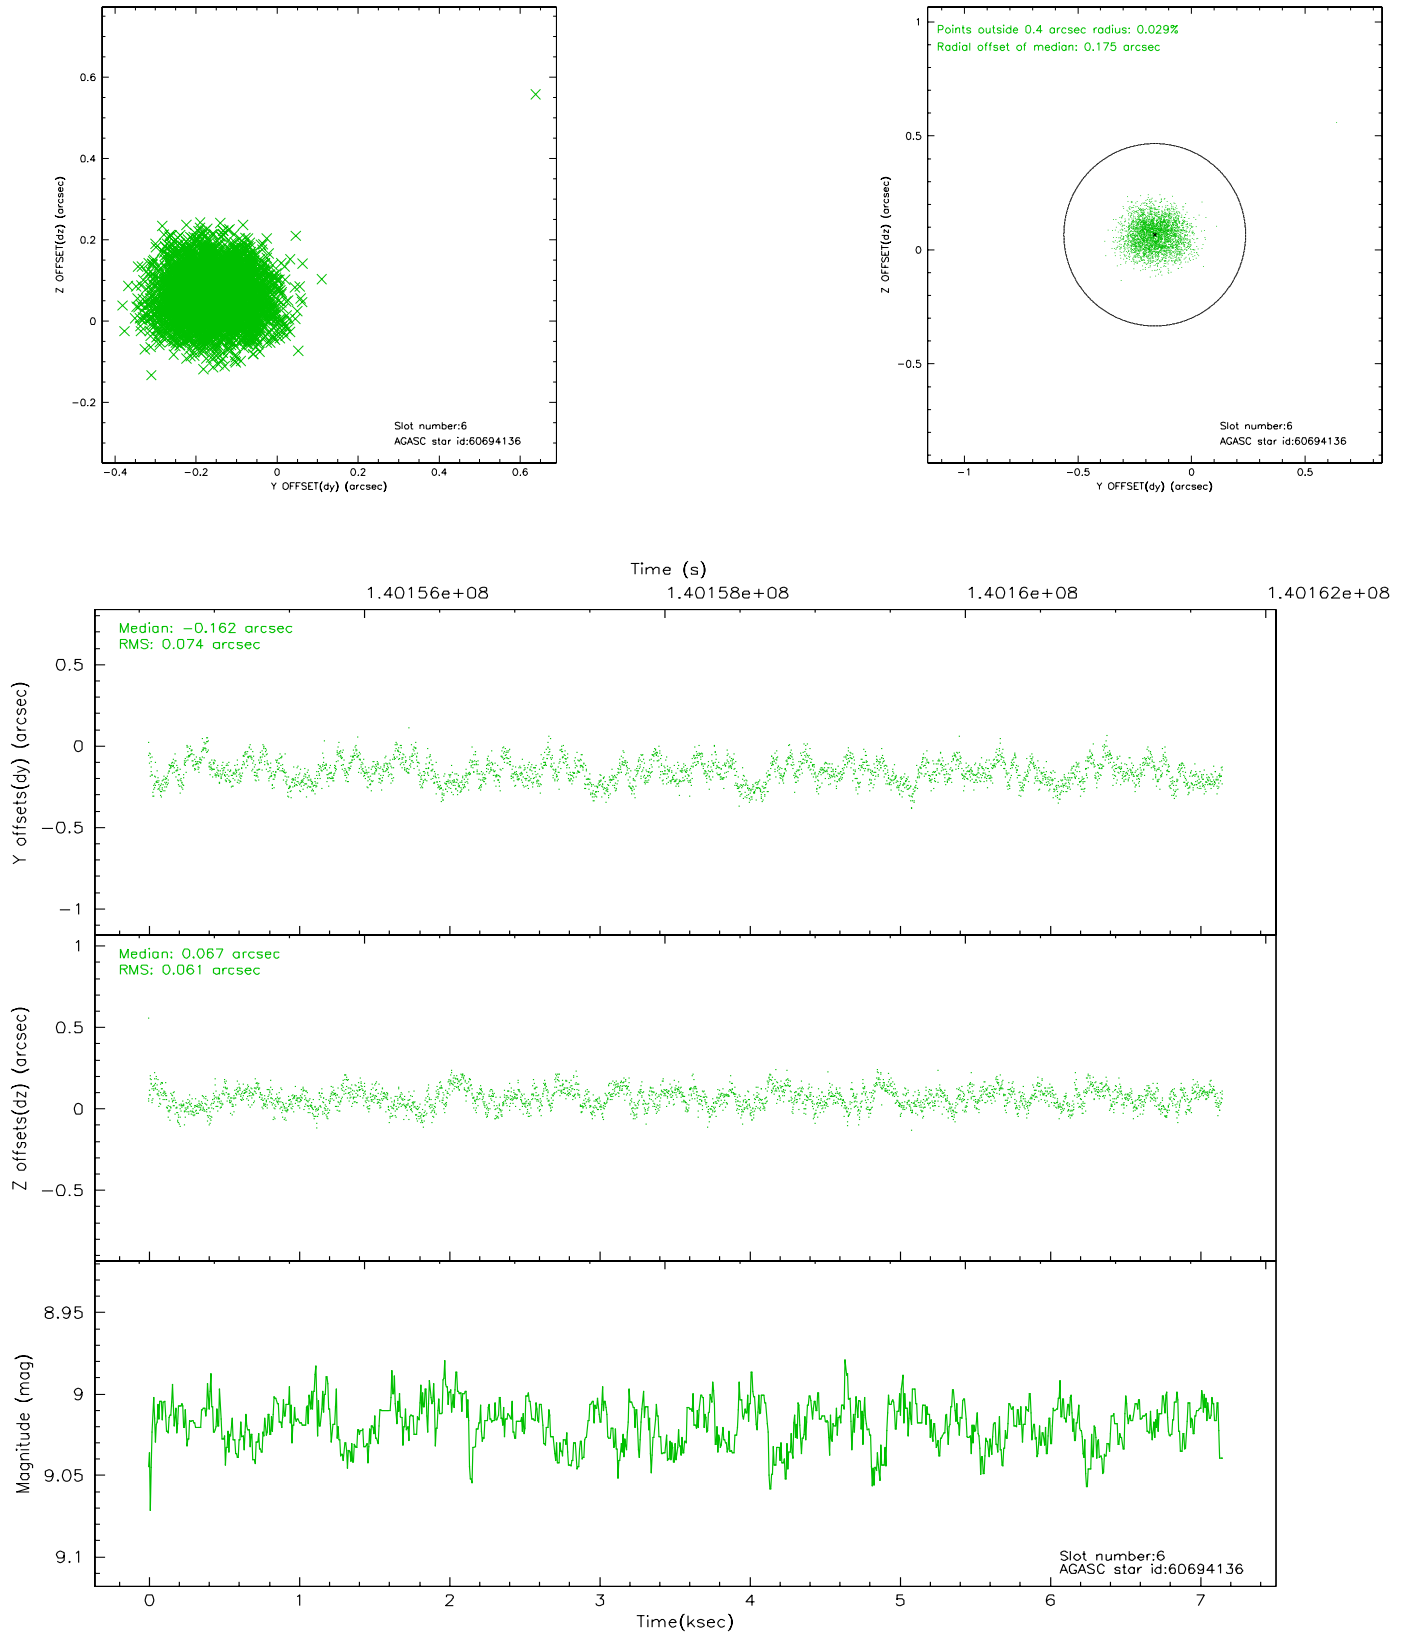 0.6
0.4
0.2
0
−0.2
Z OFFSET(dz) (arcsec)
Slot number:6
AGASC star id:60694136
−0.4 −0.2 0 0.2 0.4 0.6
Y OFFSET(dy) (arcsec)
Points outside 0.4 arcsec radius: 0.029%
Radial offset of median: 0.175 arcsec
1
0.5
0
−0.5
Z OFFSET(dz) (arcsec)
Slot number:6
AGASC star id:60694136
−1 −0.5 0 0.5
Y OFFSET(dy) (arcsec)
Time (s)
1.40156e+08 1.40158e+08 1.4016e+08 1.40162e+08
Median: −0.162 arcsec
RMS: 0.074 arcsec
0.5
0
−0.5
−1
Y offsets(dy) (arcsec)
Median: 0.067 arcsec
RMS: 0.061 arcsec
1
0.5
0
−0.5
Z offsets(dz) (arcsec)
8.95
9
9.05
9.1
Magnitude (mag)
Slot number:6
AGASC star id:60694136
0 1 2 3 4 5 6 7
Time(ksec)